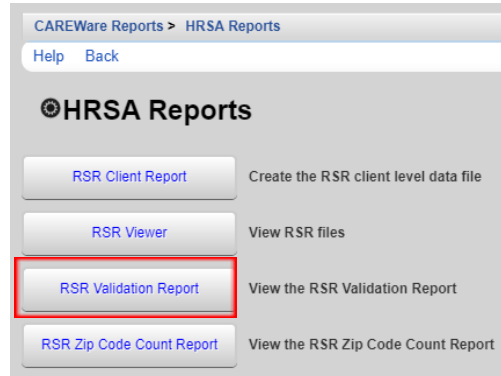 CAREWare Reports > HRSA Reports
Help Back
HRSA Reports
RSR Client Report Create the RSR client level data file
RSR Viewer View RSR files
RSR Validation Report View the RSR Validation Report
RSR Zip Code Count Report View the RSR Zip Code Count Report